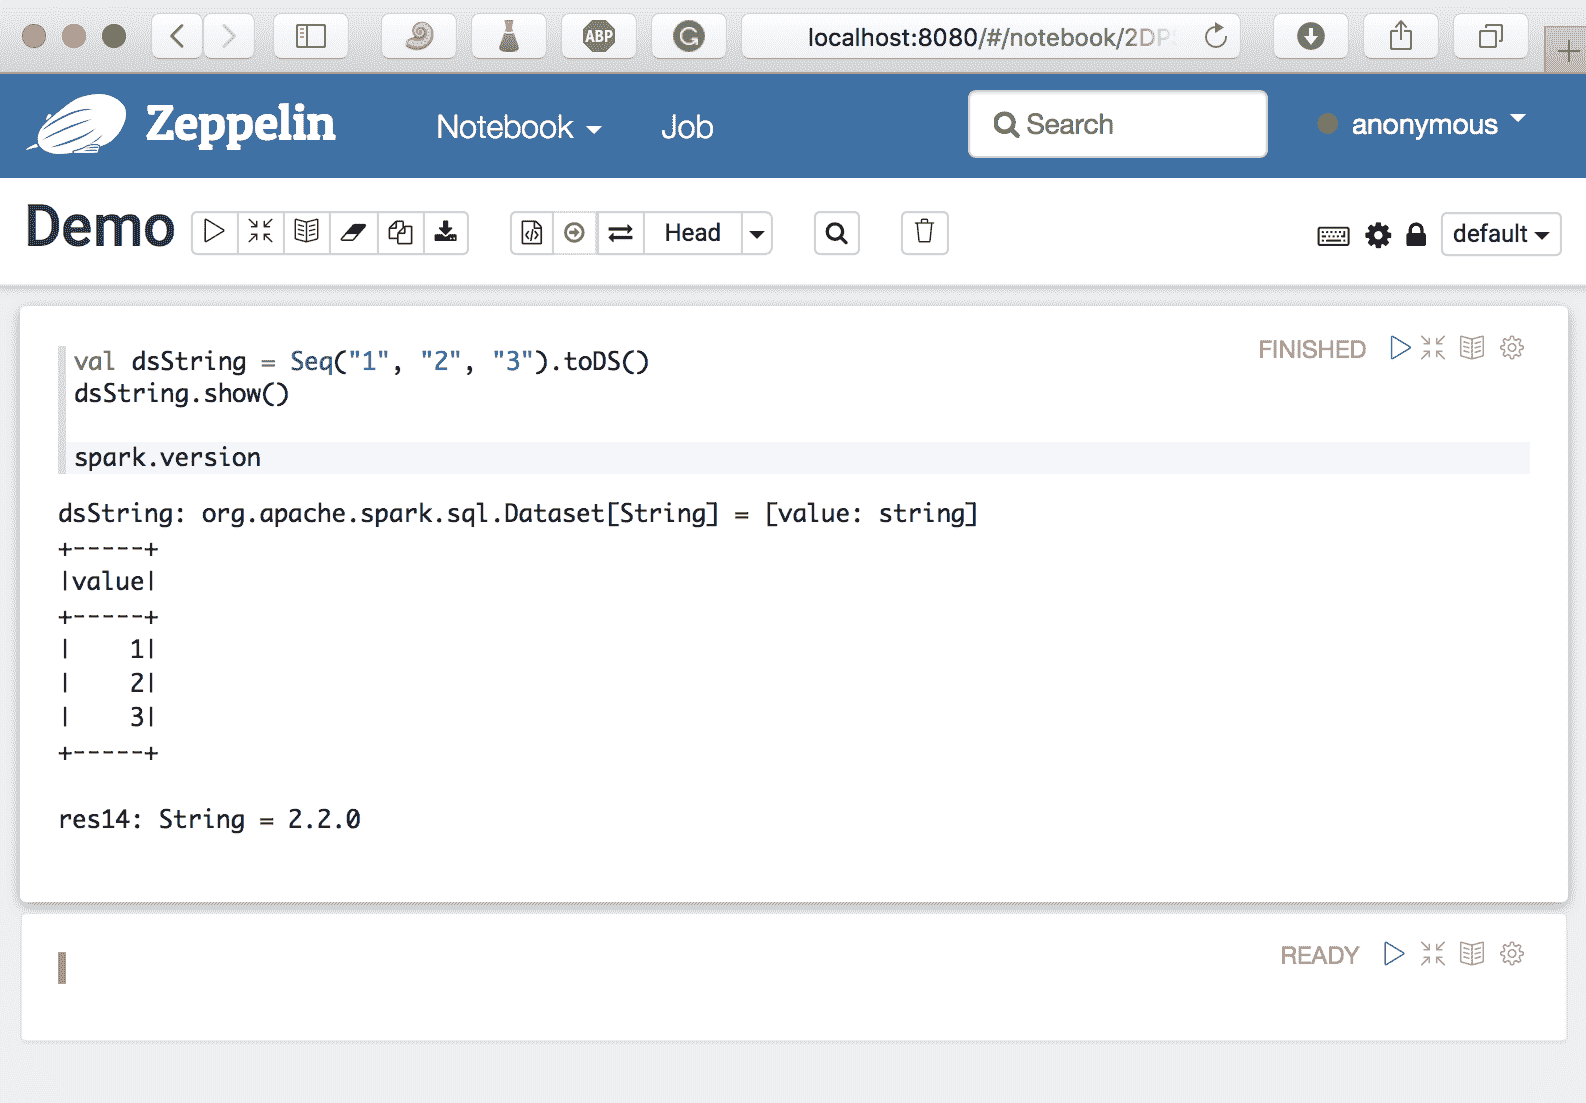 ABP
localhost:8080/#/notebook/2DP
Zeppelin Notebook Job Search anonymous
Demo Head default
val dsString = Seq("1", "2", "3").toDS() FINISHED
dsString.show()
spark.version
dsString: org.apache.spark.sql.Dataset[String] = [value: string]
+-----+
|value|
+-----+
|    1|
|    2|
|    3|
+-----+
res14: String = 2.2.0
READY